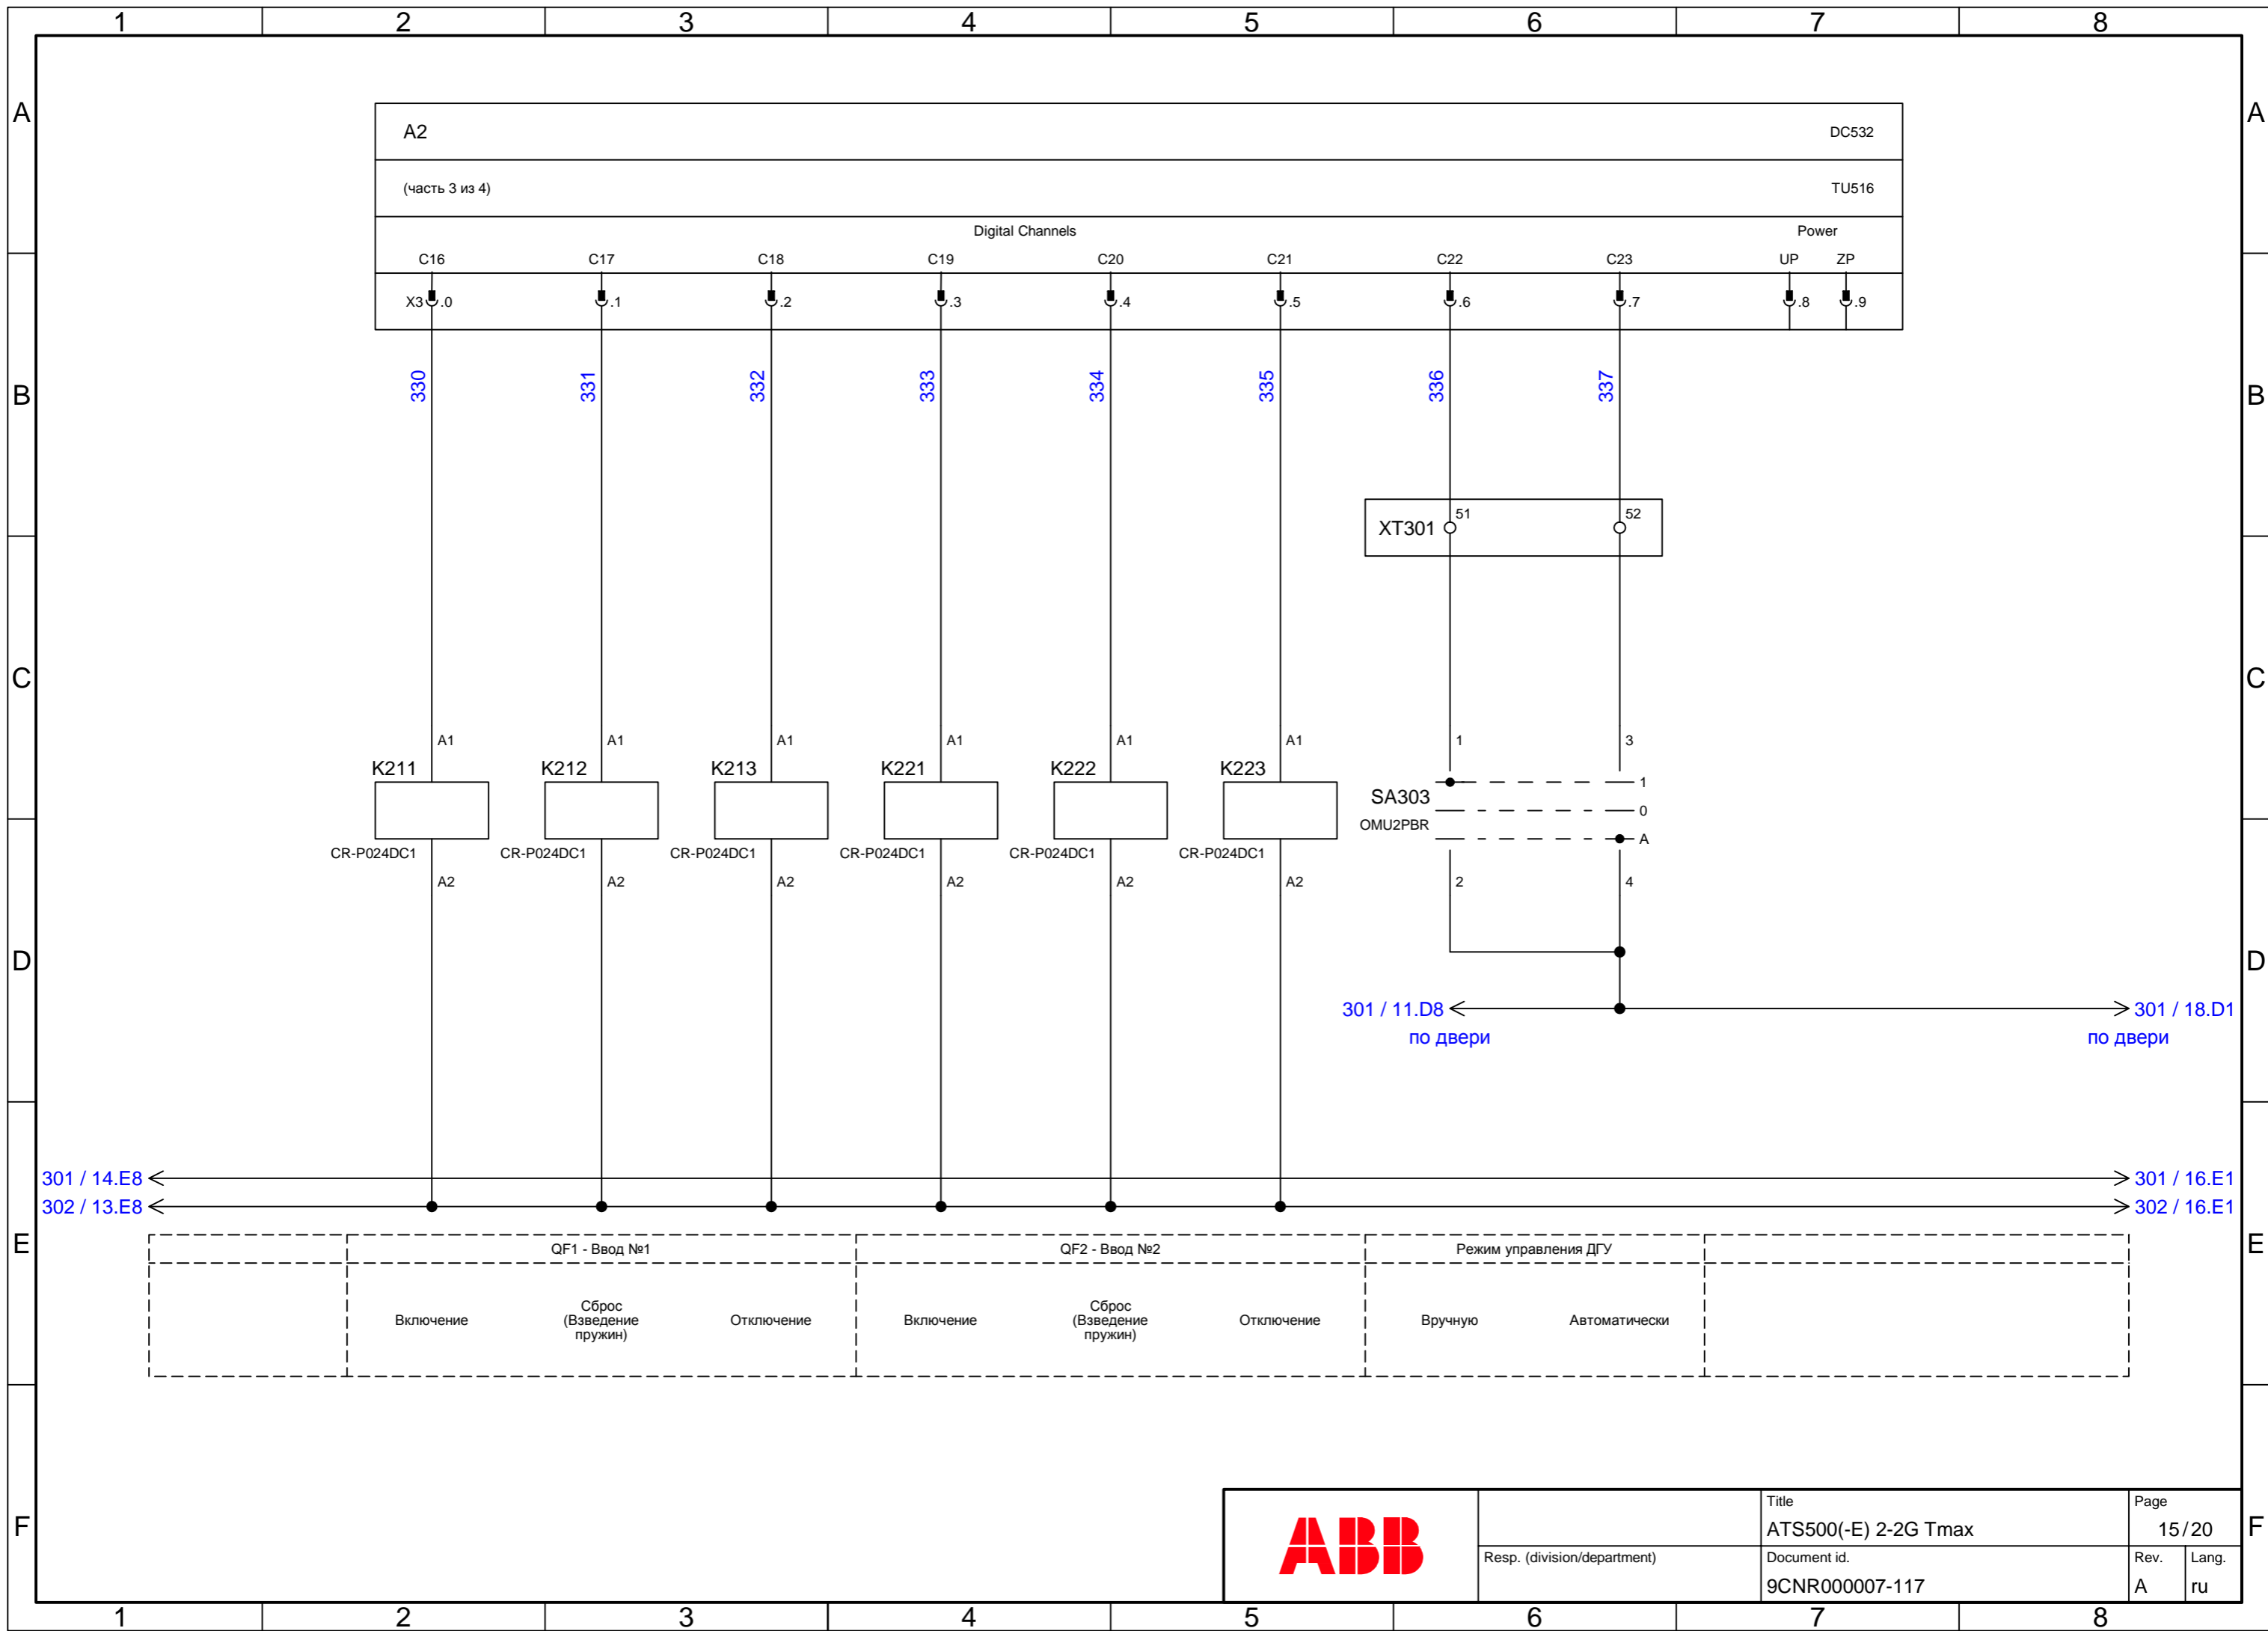 1 2 3 4 5 6 7 8
A A
A2 DC532
(часть 3 из 4) TU516
Digital Channels Power
C16 C17 C18 C19 C20 C21 C22 C23 UP ZP
X3 .0 .1 .2 .3 .4 .5 .6 .7 .8 .9
B B
330 331 332 333 334 335 336 337
XT301 51 52
C C
A1 A1 A1 A1 A1 A1 1 3
K211 K212 K213 K221 K222 K223
1
SA303
0
OMU2PBR
A
CR-P024DC1 CR-P024DC1 CR-P024DC1 CR-P024DC1 CR-P024DC1 CR-P024DC1
A2 A2 A2 A2 A2 A2 2 4
D D
301 / 11.D8 301 / 18.D1
по двери по двери
301 / 14.E8 301 / 16.E1
302 / 13.E8 302 / 16.E1
E E
QF1 - Ввод №1 QF2 - Ввод №2 Режим управления ДГУ
Включение
Сброс
(Взведение
пружин)
Отключение
Включение
Сброс
(Взведение
пружин)
Отключение
Вручную
Автоматически
F F
ABB
Title
ATS500(-E) 2-2G Tmax
Page
15/20
Resp. (division/department)
Document id.
9CNR000007-117
Rev.
A
Lang.
ru
1 2 3 4 5 6 7 8